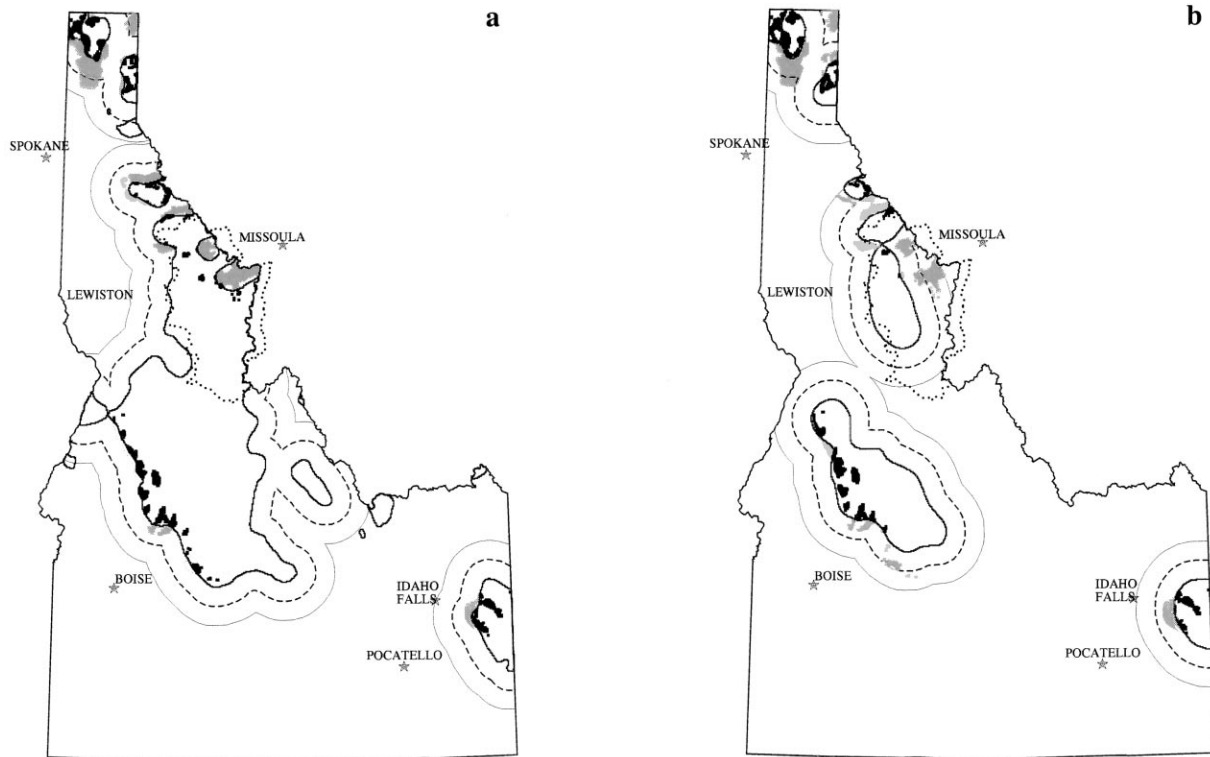 a
SPOKANE
MISSOULA
LEWISTON
BOISE
IDAHO
FALLS
POCATELLO
b
SPOKANE
MISSOULA
LEWISTON
BOISE
IDAHO
FALLS
POCATELLO